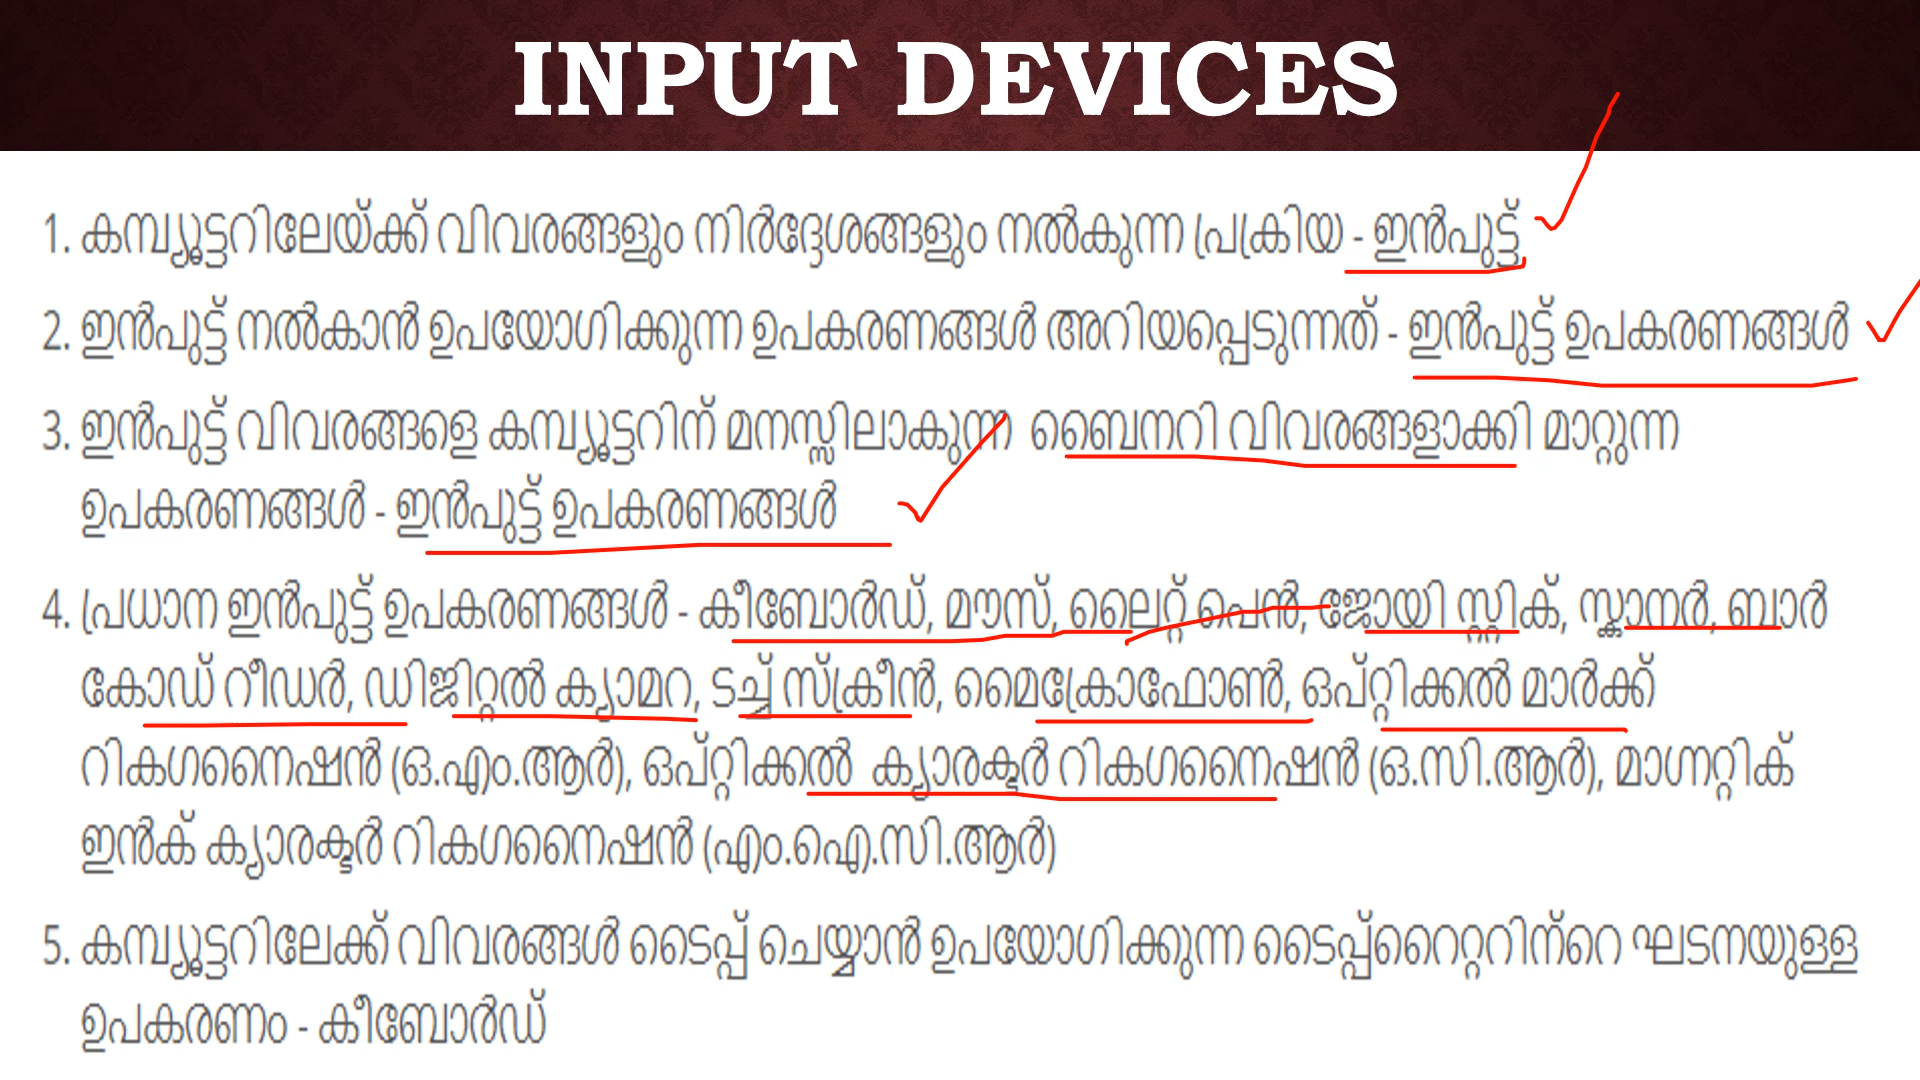 INPUT DEVICES
1. കമ്പ്യൂട്ടറിലേയ്ക്ക് വിവരങ്ങളും നിർദ്ദേശങ്ങളും നൽകുന്ന പ്രക്രിയ - ഇൻപുട്ട്
2. ഇൻപുട്ട് നൽകാൻ ഉപയോഗിക്കുന്ന ഉപകരണങ്ങൾ അറിയപ്പെടുന്നത് - ഇൻപുട്ട് ഉപകരണങ്ങൾ
3. ഇൻപുട്ട് വിവരങ്ങളെ കമ്പ്യൂട്ടറിന് മനസ്സിലാകുന്ന ബൈനറി വിവരങ്ങളാക്കി മാറ്റുന്ന
ഉപകരണങ്ങൾ - ഇൻപുട്ട് ഉപകരണങ്ങൾ
4. പ്രധാന ഇൻപുട്ട് ഉപകരണങ്ങൾ - കീബോർഡ്, മൗസ്, ലൈറ്റ് പെൻ, ജോയി സ്റ്റിക്, സ്കാനർ, ബാർ
കോഡ് റീഡർ, ഡിജിറ്റൽ ക്യാമറ, ടച്ച് സ്ക്രീൻ, മൈക്രോഫോൺ, ഒപ്റ്റിക്കൽ മാർക്ക്
റികഗനൈഷൻ (ഒ.എം.ആർ), ഒപ്റ്റിക്കൽ ക്യാരക്ടർ റികഗനൈഷൻ (ഒ.സി.ആർ), മാഗ്നറ്റിക്
ഇൻക് ക്യാരക്ടർ റികഗനൈഷൻ (എം.ഐ.സി.ആർ)
5. കമ്പ്യൂട്ടറിലേക്ക് വിവരങ്ങൾ ടൈപ്പ് ചെയ്യാൻ ഉപയോഗിക്കുന്ന ടൈപ്പ്റൈറ്ററിന്റെ ഘടനയുള്ള
ഉപകരണം - കീബോർഡ്